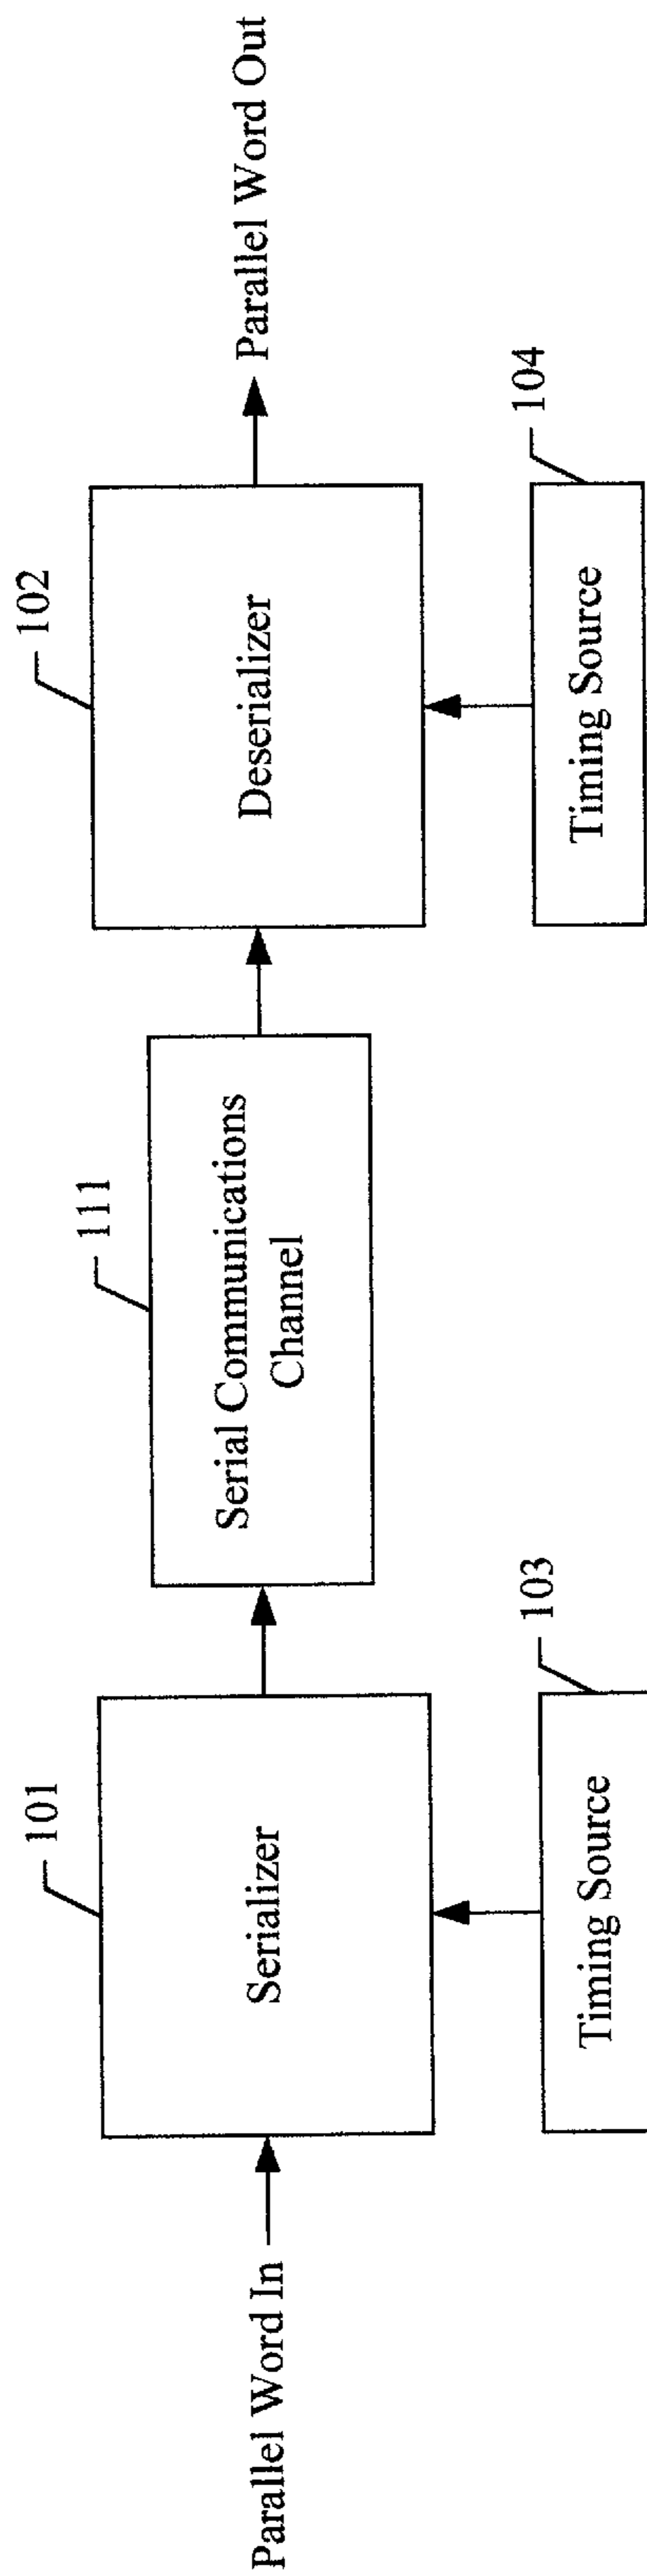 Parallel Word In
101
Serializer
103
Timing Source
111
Serial Communications
Channel
102
Deserializer
104
Timing Source
Parallel Word Out